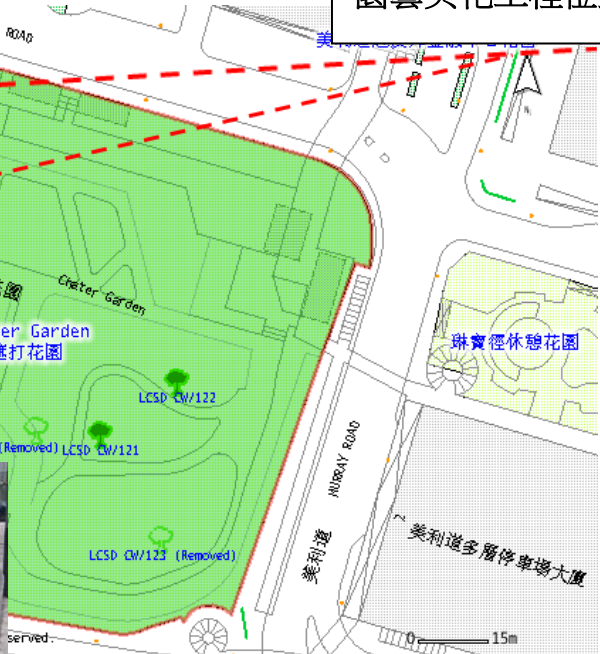 ROAD
Chater Garden
er Garden
打花園
LCSD CW/122
(Removed)
LCSD CW/121
LCSD CW/123 (Removed)
琳寶徑休憩花園
MURRAY ROAD
美利道
美利道多層停車場大廈
served.
0
15m